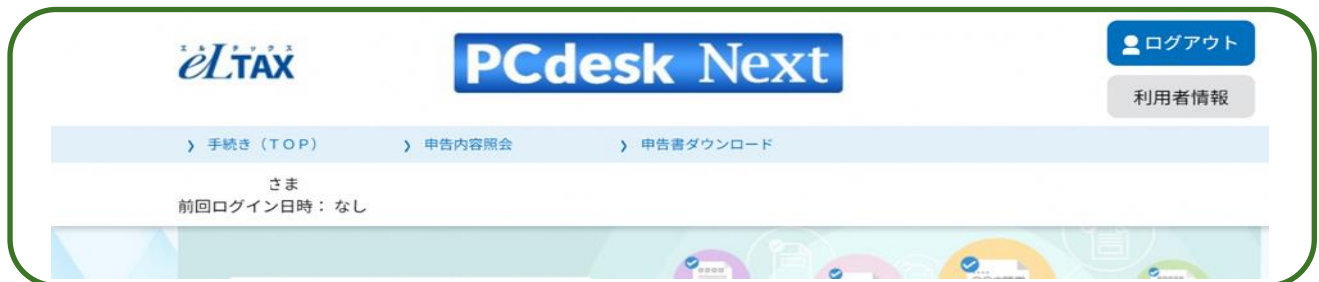 エルタックス
eLTAX
PCdesk Next
ログアウト
利用者情報
❯ 手続き（ＴＯＰ）
❯ 申告内容照会
❯ 申告書ダウンロード
さま
前回ログイン日時： なし